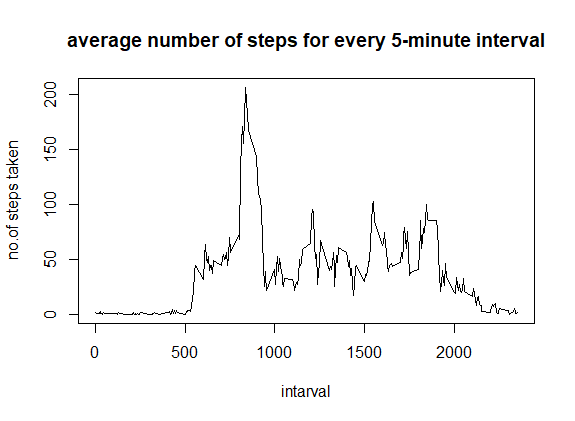 average number of steps for every 5-minute interval
no.of steps taken
200
150
100
50
0
0 500 1000 1500 2000
intarval